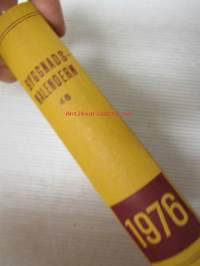 BYGGNADS-
KALENDERN
49
1976